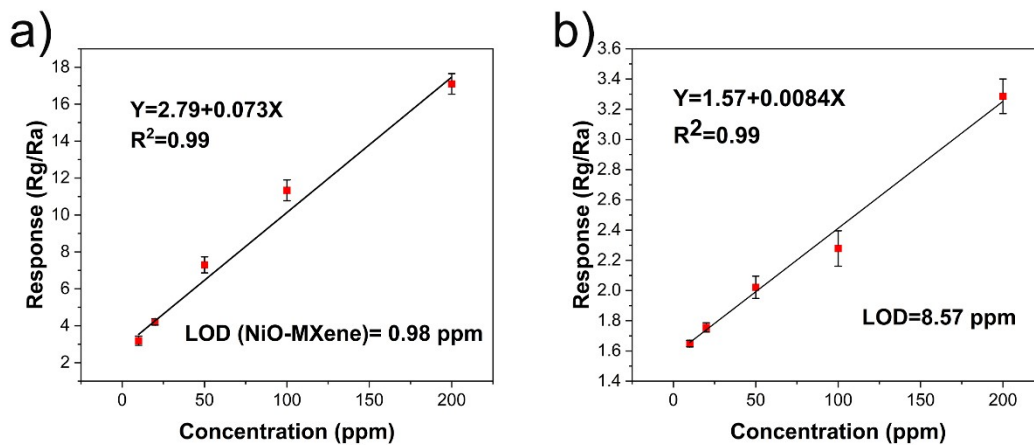 a)
Response (Rg/Ra)
18
16
14
12
10
8
6
4
2
Y=2.79+0.073X
R²=0.99
LOD (NiO-MXene)= 0.98 ppm
0 50 100 150 200
Concentration (ppm)
b)
Response (Rg/Ra)
3.6
3.4
3.2
3.0
2.8
2.6
2.4
2.2
2.0
1.8
1.6
1.4
Y=1.57+0.0084X
R²=0.99
LOD=8.57 ppm
0 50 100 150 200
Concentration (ppm)